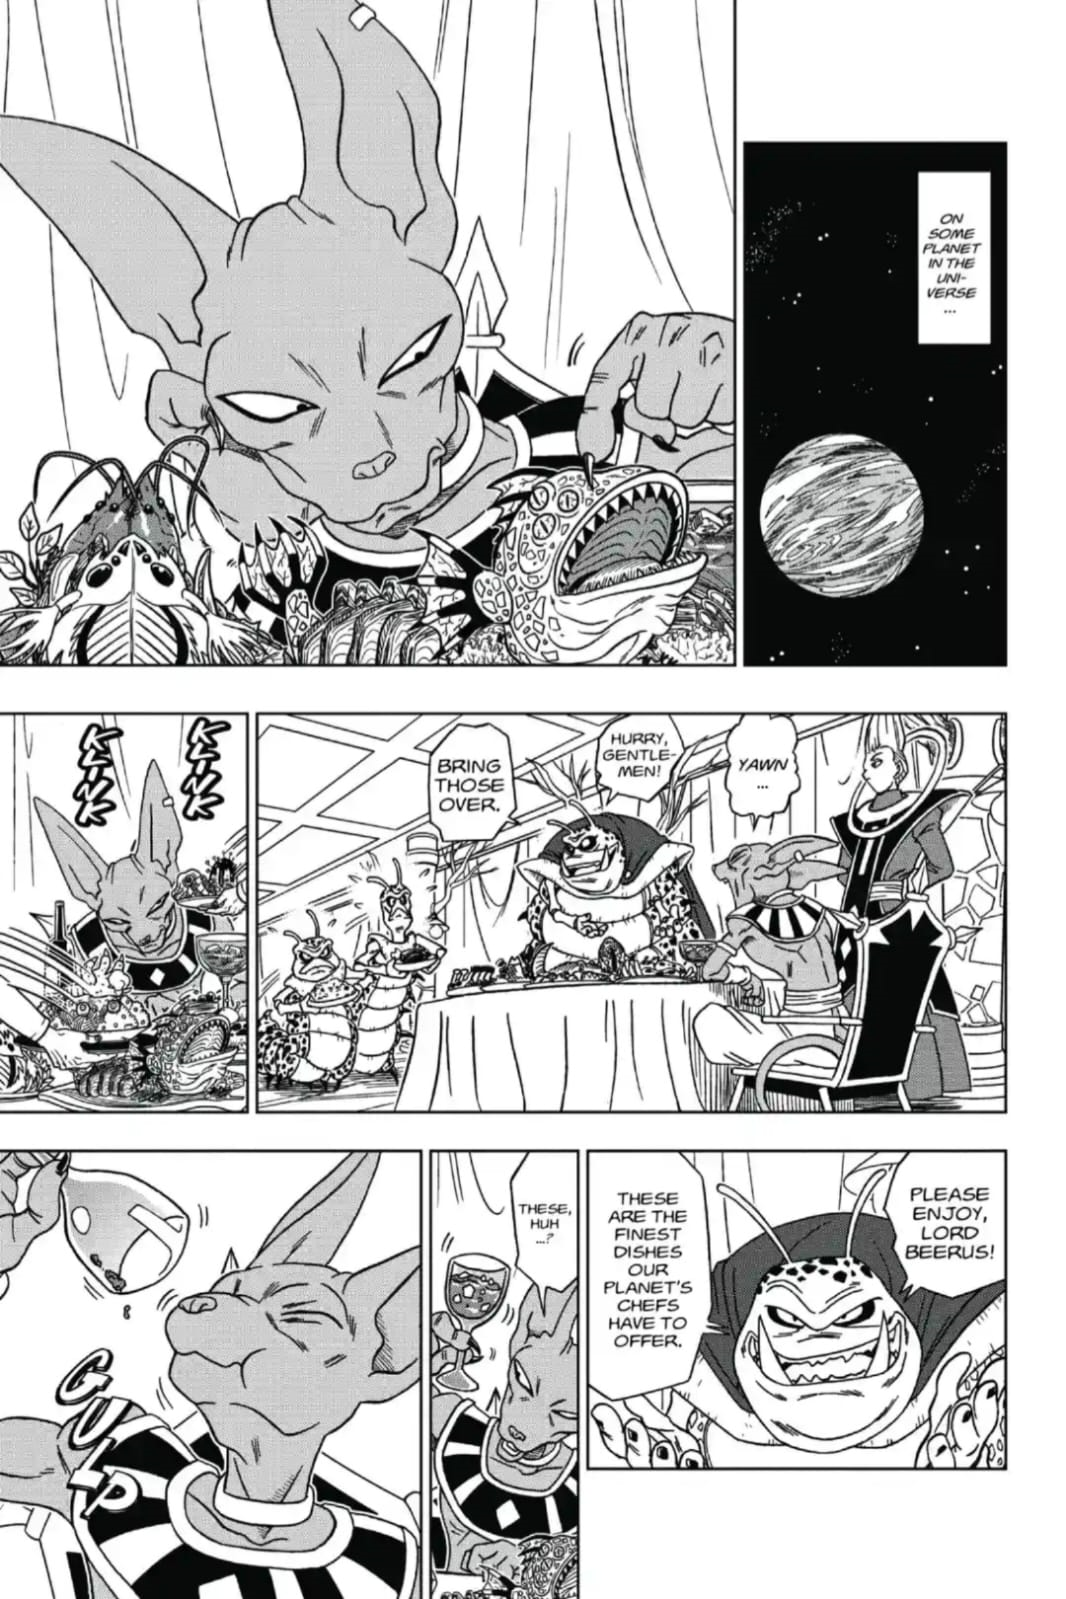 ON
SOME
PLANET
IN THE
UNI-
VERSE
...
YAWN
...
HURRY,
GENTLE-
MEN!
BRING
THOSE
OVER.
KLINK
KLINK
PLEASE
ENJOY,
LORD
BEERUS!
THESE
ARE THE
FINEST
DISHES
OUR
PLANET'S
CHEFS
HAVE TO
OFFER.
THESE,
HUH
...?
GULP